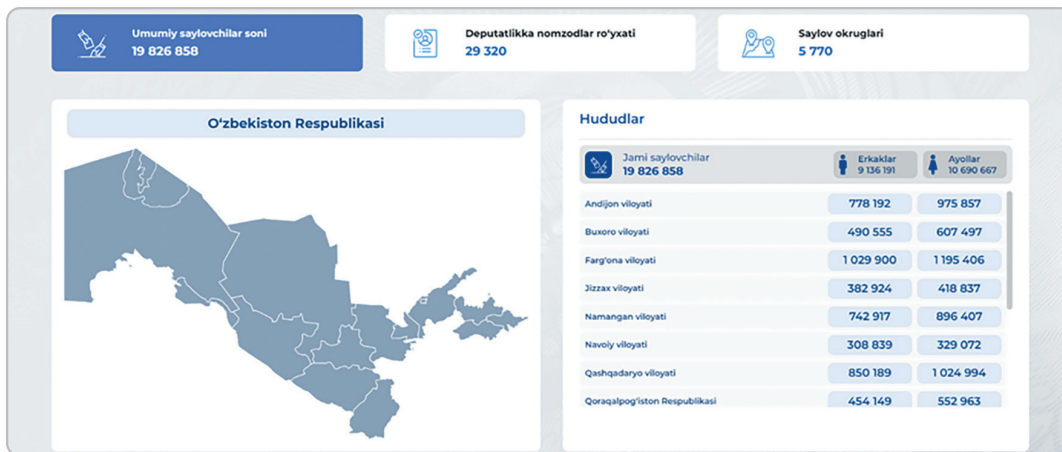 Umumiy saylovchilar soni
19 826 858
Deputatlikka nomzodlar ro'yxati
29 320
Saylov okruglari
5 770
O'zbekiston Respublikasi
Hududlar
Jami saylovchilar
19 826 858
Erkaklar
9 136 191
Ayollar
10 690 667
Andijon viloyati 778 192 975 857
Buxoro viloyati 490 555 607 497
Farg'ona viloyati 1 029 900 1 195 406
Jizzax viloyati 382 924 418 837
Namangan viloyati 742 917 896 407
Navoiy viloyati 308 839 329 072
Qashqadaryo viloyati 850 189 1 024 994
Qoraqalpog'iston Respublikasi 454 149 552 963